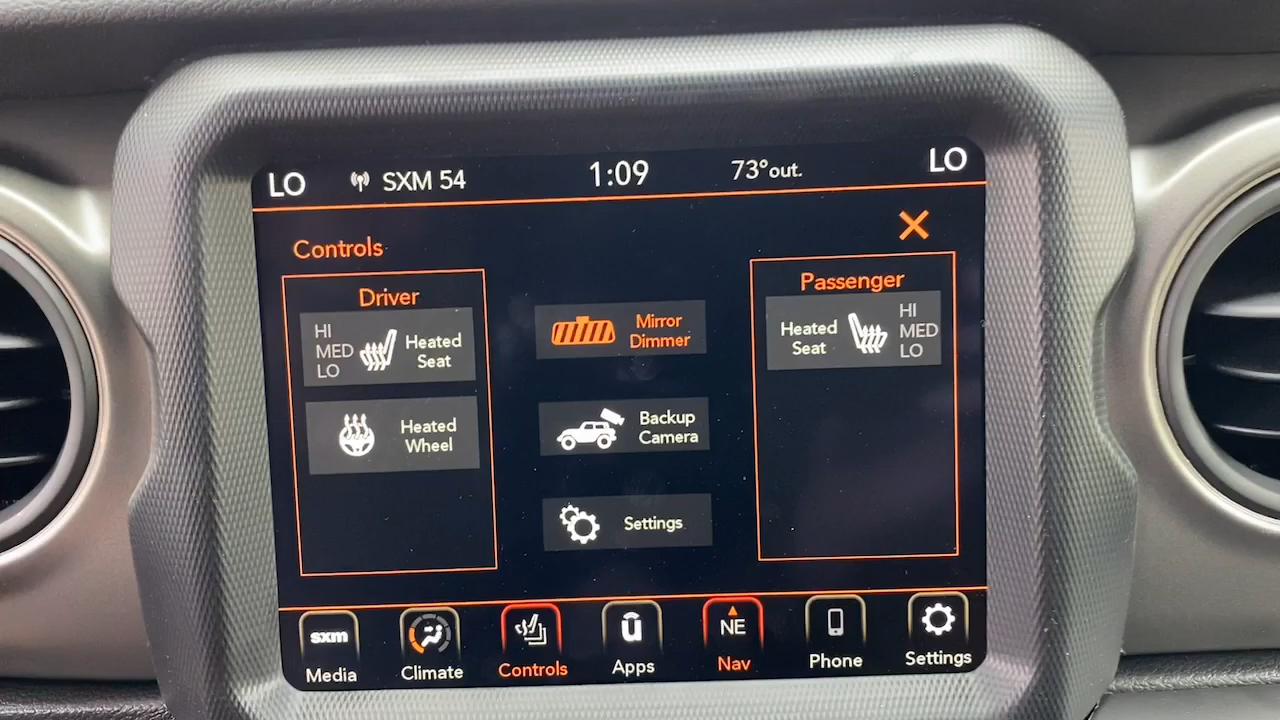 LO SXM 54 1:09 73°out. LO
Controls
Driver
HI
MED
LO
Heated
Seat
Heated
Wheel
Mirror
Dimmer
Backup
Camera
Settings
Passenger
Heated
Seat
HI
MED
LO
sxm
NE
Media
Climate
Controls
Apps
Nav
Phone
Settings